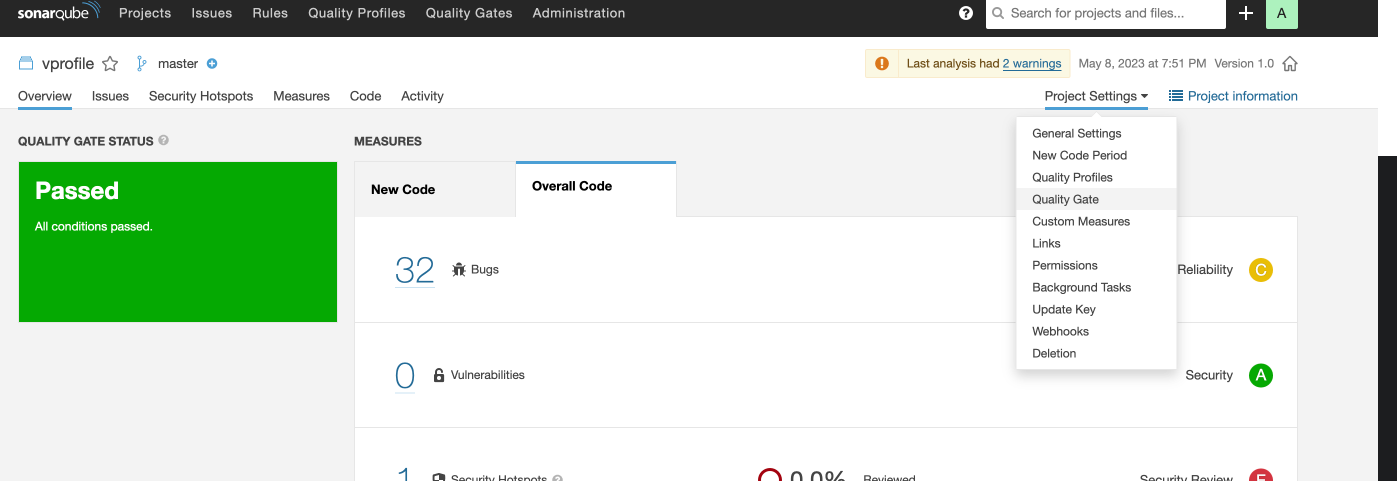 sonarqube Projects Issues Rules Quality Profiles Quality Gates Administration ? Search for projects and files... A
vprofile master Last analysis had 2 warnings May 8, 2023 at 7:51 PM Version 1.0
Overview Issues Security Hotspots Measures Code Activity Project Settings Project information
QUALITY GATE STATUS ? MEASURES
Passed
All conditions passed.
New Code Overall Code
General Settings
New Code Period
Quality Profiles
Quality Gate
Custom Measures
Links
Permissions
Background Tasks
Update Key
Webhooks
Deletion
32 Bugs Reliability C
0 Vulnerabilities Security A
1 Security Hotspots ? 0.0% Reviewed Security Review E